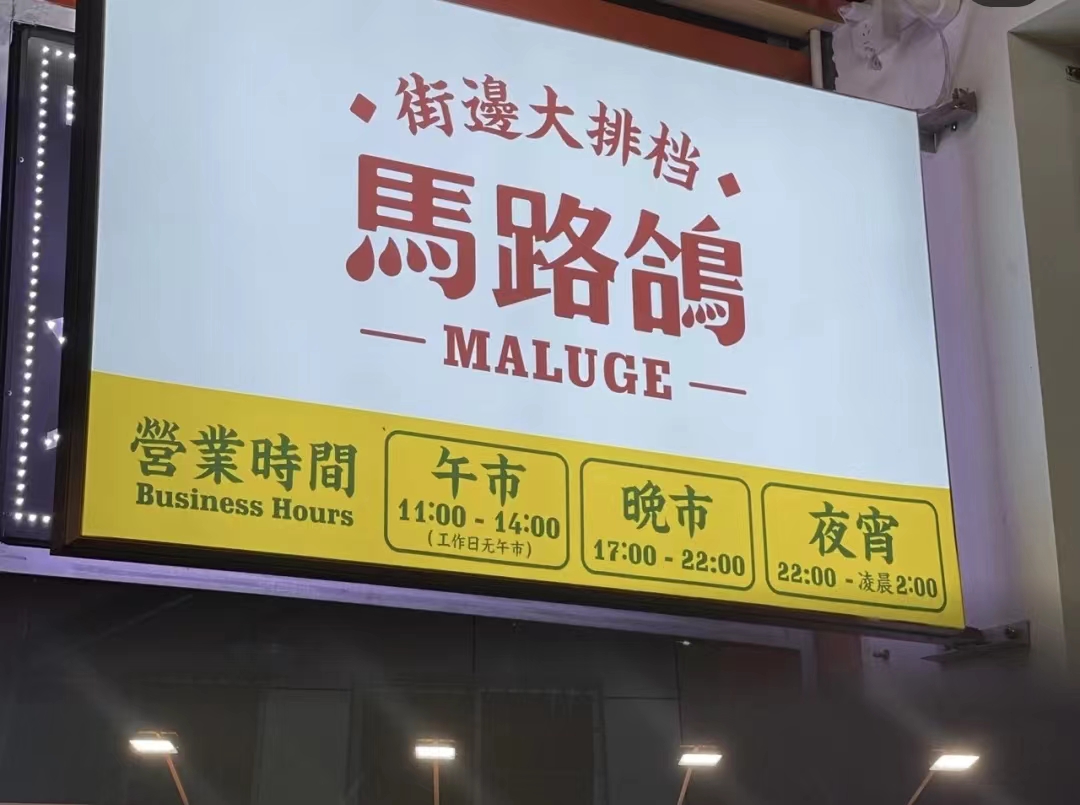 街邊大排档
馬路鴿
MALUGE
營業時間
Business Hours
午市
11:00 - 14:00
(工作日无午市)
晚市
17:00 - 22:00
夜宵
22:00 - 凌晨2:00